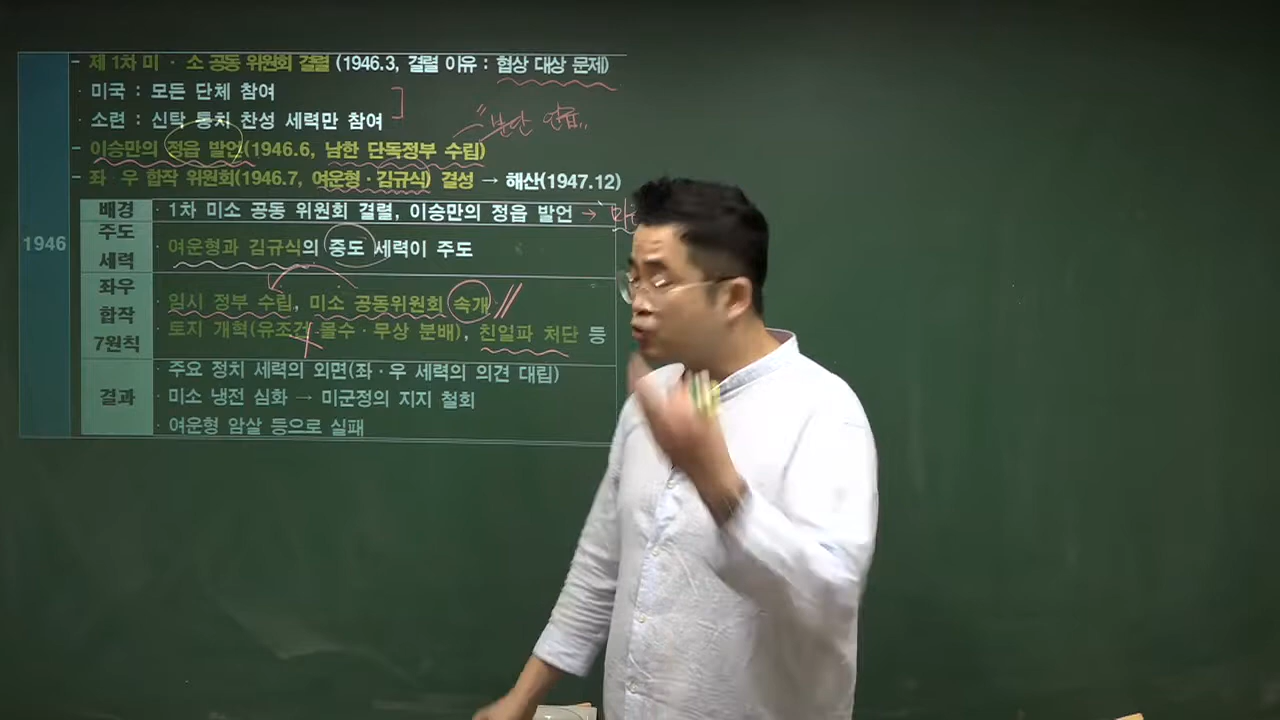 1946
- 제 1차 미 · 소 공동 위원회 결렬 (1946.3, 결렬 이유 : 협상 대상 문제)
· 미국 : 모든 단체 참여
· 소련 : 신탁 통치 찬성 세력만 참여
"분단
- 이승만의 정읍 발언(1946.6, 남한 단독정부 수립)
- 좌 · 우 합작 위원회(1946.7, 여운형 · 김규식) 결성 → 해산(1947.12)
배경 · 1차 미소 공동 위원회 결렬, 이승만의 정읍 발언 →
주도 세력 · 여운형과 김규식의 중도 세력이 주도
좌우 합작 7원칙 · 임시 정부 수립, 미소 공동위원회 속개
· 토지 개혁(유조건 몰수 · 무상 분배), 친일파 처단 등
결과 · 주요 정치 세력의 외면(좌 · 우 세력의 의견 대립)
· 미소 냉전 심화 → 미군정의 지지 철회
· 여운형 암살 등으로 실패